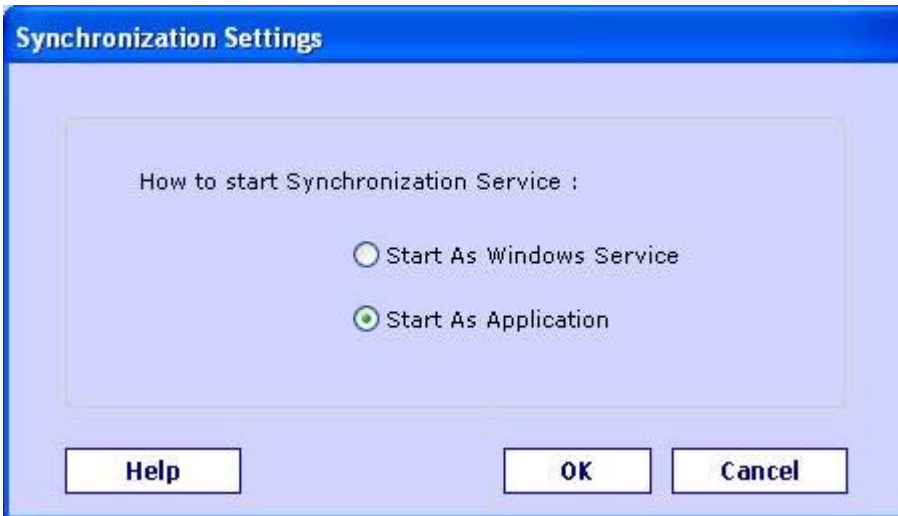 Synchronization Settings
How to start Synchronization Service :
Start As Windows Service
Start As Application
Help OK Cancel